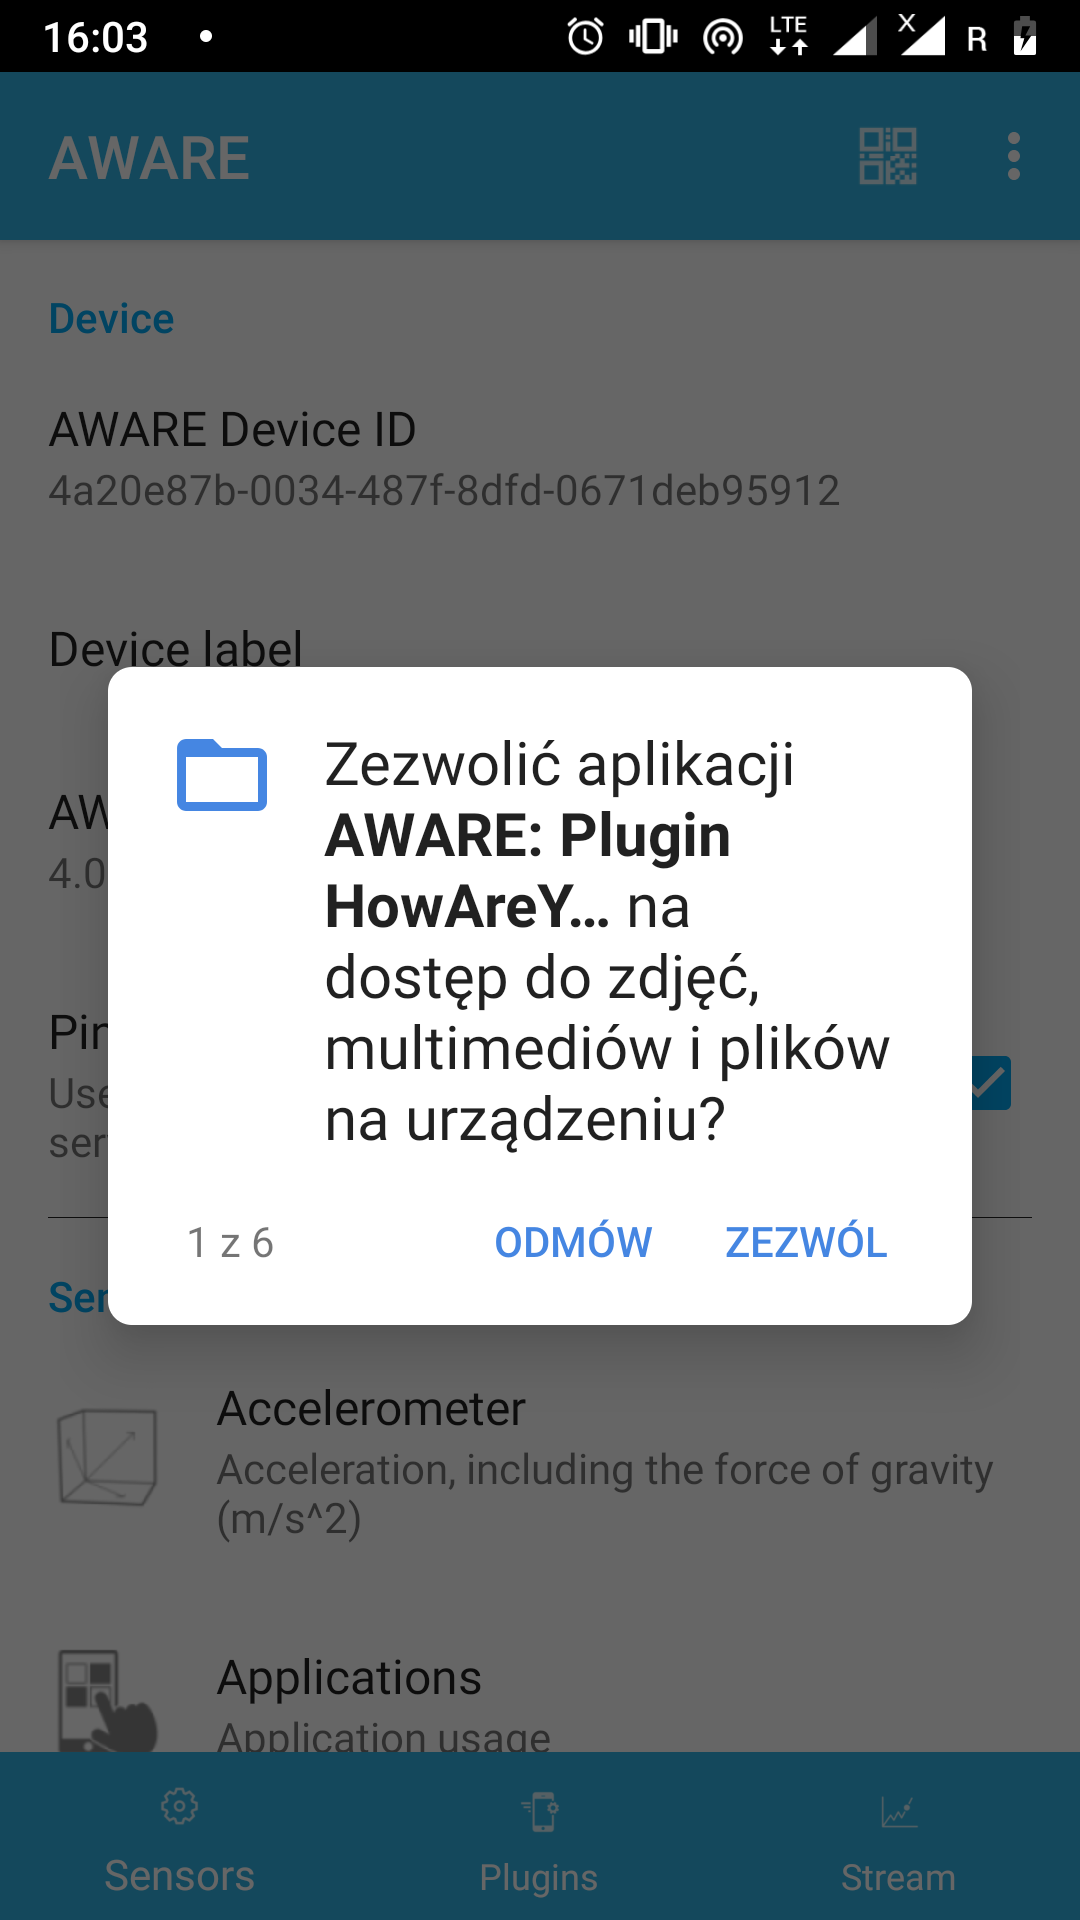 16:03
LTE
X
R
AWARE
Device
AWARE Device ID
4a20e87b-0034-487f-8dfd-0671deb95912
Device label
AW
4.0
Zezwolić aplikacji
AWARE: Plugin
HowAreY… na
dostęp do zdjęć,
multimediów i plików
na urządzeniu?
Pin
Use
ser
1 z 6
ODMÓW
ZEZWÓL
Ser
Accelerometer
Acceleration, including the force of gravity
(m/s^2)
Applications
Application usage
Sensors
Plugins
Stream